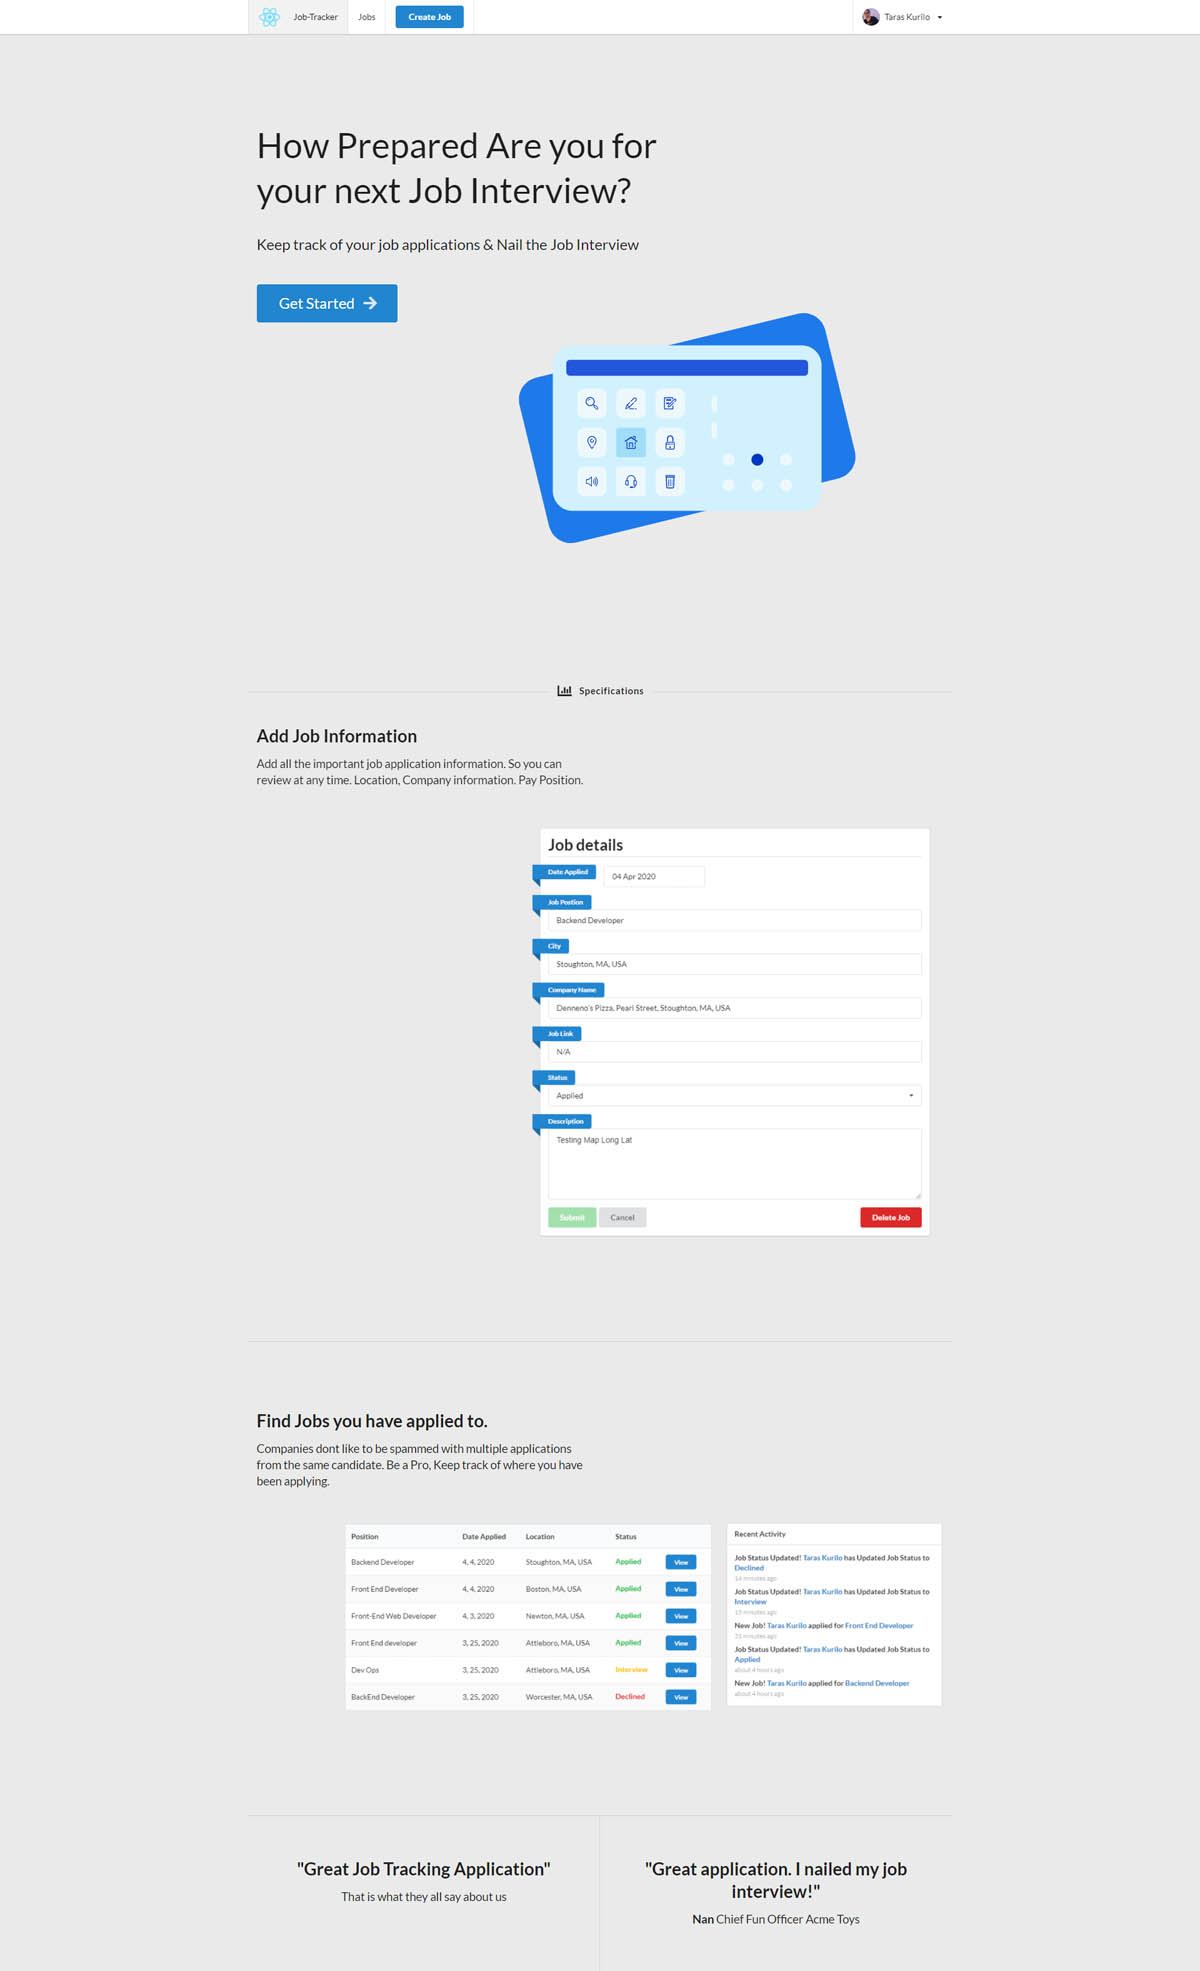 Job-Tracker
Jobs
Create Job
Taras Kurilo
How Prepared Are you for
your next Job Interview?
Keep track of your job applications & Nail the Job Interview
Get Started
Specifications
Add Job Information
Add all the important job application information. So you can
review at any time. Location, Company information. Pay Position.
Job details
Date Applied
04 Apr 2020
Job Postion
Backend Developer
City
Stoughton, MA, USA
Company Name
Denneno's Pizza, Pearl Street, Stoughton, MA, USA
Job Link
N/A
Status
Applied
Description
Testing Map Long Lat
Submit
Cancel
Delete Job
Find Jobs you have applied to.
Companies dont like to be spammed with multiple applications
from the same candidate. Be a Pro, Keep track of where you have
been applying.
Position Date Applied Location Status
Backend Developer 4, 4, 2020 Stoughton, MA, USA Applied View
Front End Developer 4, 4, 2020 Boston, MA, USA Applied View
Front-End Web Developer 4, 3, 2020 Newton, MA, USA Applied View
Front End developer 3, 25, 2020 Attleboro, MA, USA Applied View
Dev Ops 3, 25, 2020 Attleboro, MA, USA Interview View
BackEnd Developer 3, 25, 2020 Worcester, MA, USA Declined View
Recent Activity
Job Status Updated! Taras Kurilo has Updated Job Status to
Declined
14 minutes ago
Job Status Updated! Taras Kurilo has Updated Job Status to
Interview
15 minutes ago
New Job! Taras Kurilo applied for Front End Developer
21 minutes ago
Job Status Updated! Taras Kurilo has Updated Job Status to
Applied
about 4 hours ago
New Job! Taras Kurilo applied for Backend Developer
about 4 hours ago
"Great Job Tracking Application"
That is what they all say about us
"Great application. I nailed my job
interview!"
Nan Chief Fun Officer Acme Toys